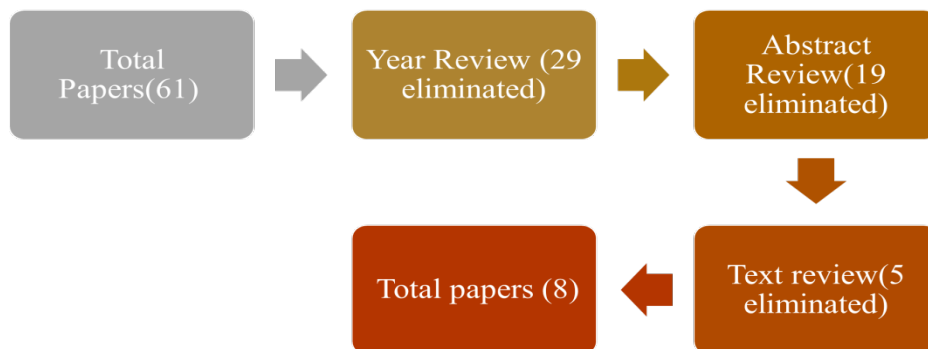 Total
Papers(61)
Year Review (29
eliminated)
Abstract
Review(19
eliminated)
Text review(5
eliminated)
Total papers (8)